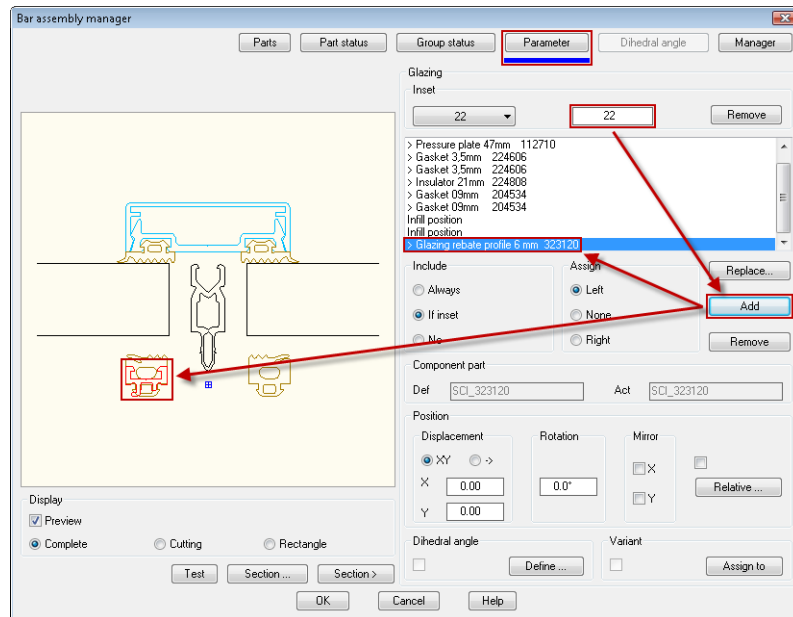 Bar assembly manager
Parts Part status Group status Parameter Dihedral angle Manager
Glazing
Inset
22 22 Remove
> Pressure plate 47mm 112710
> Gasket 3,5mm 224606
> Gasket 3,5mm 224606
> Insulator 21mm 224808
> Gasket 09mm 204534
> Gasket 09mm 204534
Infill position
Infill position
> Glazing rebate profile 6 mm 323120
Include Assign Replace...
Always Left Add
If inset None
No Right Remove
Component part
Def SCI_323120 Act SCI_323120
Position
Displacement Rotation Mirror
XY -> X
X 0.00 0.0° Relative ...
Y 0.00 Y
Display
Preview
Complete Cutting Rectangle
Test Section ... Section >
Dihedral angle Variant
Define ... Assign to
OK Cancel Help